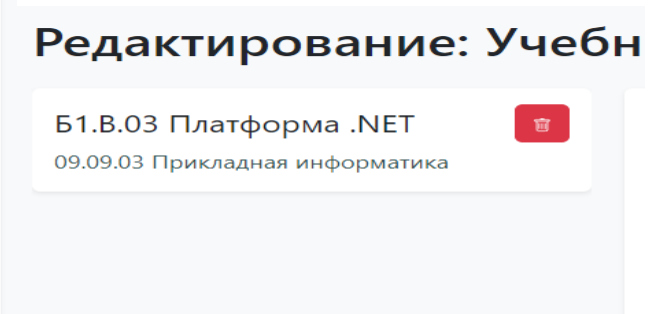 Редактирование: Учебн
Б1.В.03 Платформа .NET
09.09.03 Прикладная информатика